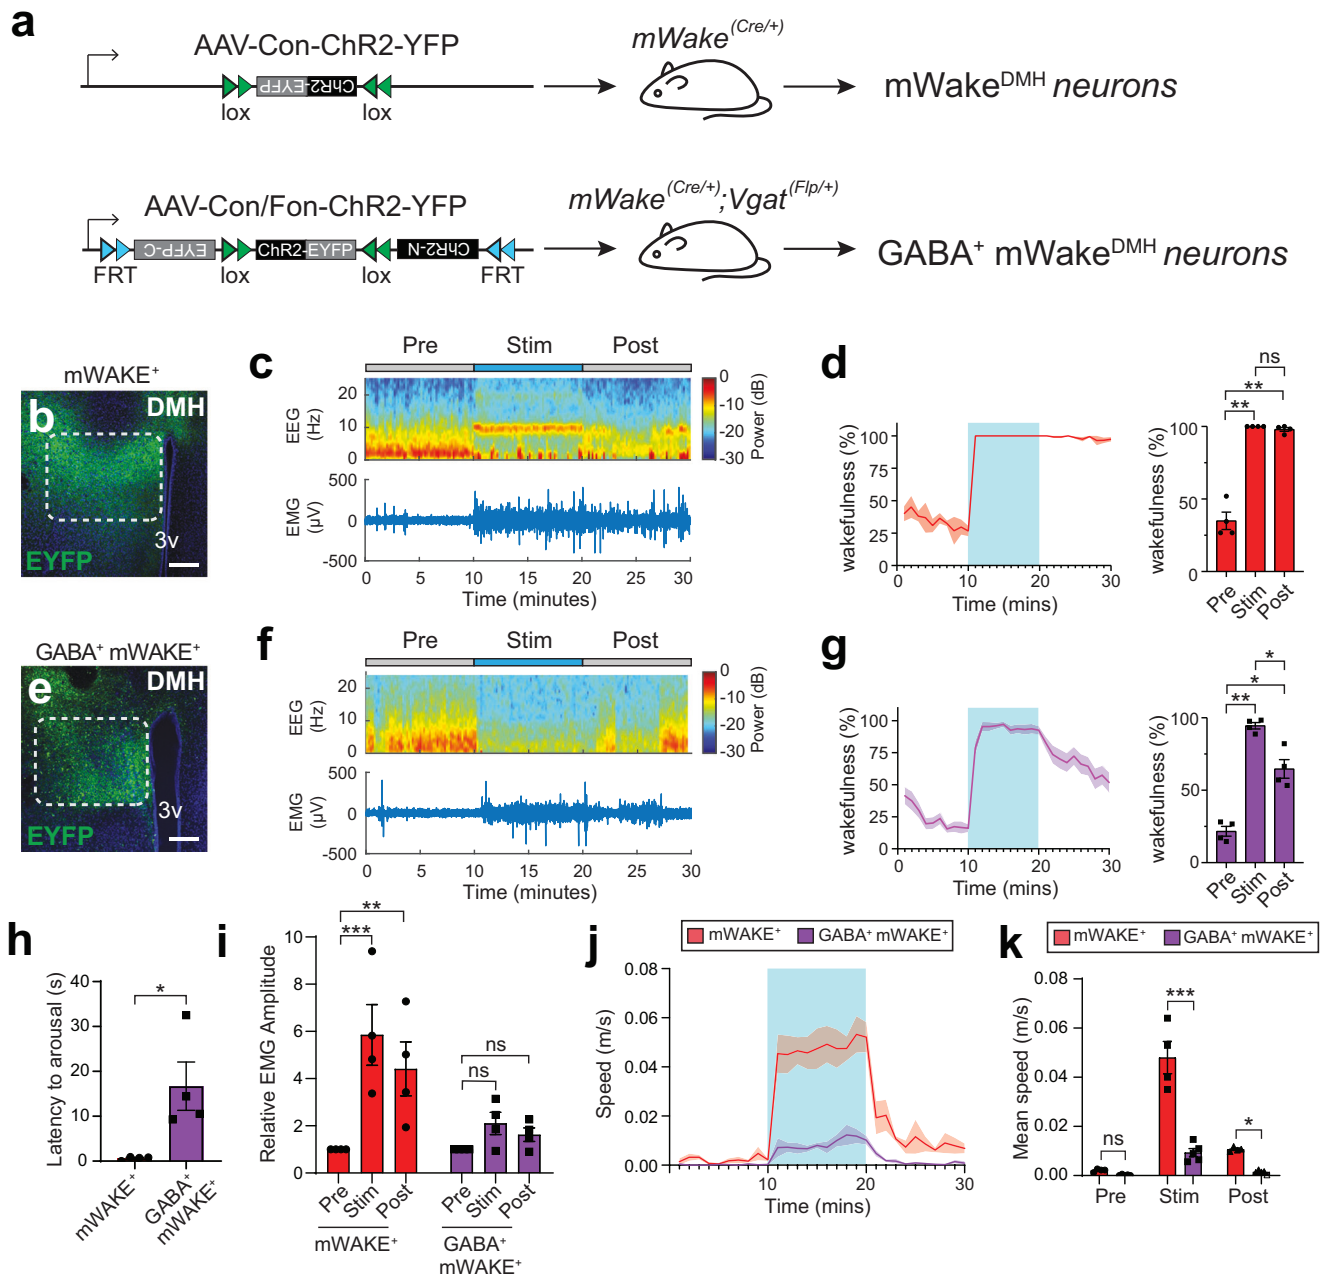 a
AAV-Con-ChR2-YFP
ChR2-EYFP
lox
lox
mWake(Cre/+)
mWakeDMH neurons
AAV-Con/Fon-ChR2-YFP
EYFP-C
ChR2-EYFP
ChR2-N
FRT
lox
lox
FRT
mWake(Cre/+);Vgat(Flp/+)
GABA+ mWakeDMH neurons
mWAKE+
b
DMH
3v
EYFP
c
Pre
Stim
Post
EEG
(Hz)
20
10
0
0
-10
-20
-30
Power (dB)
EMG
(µV)
500
0
-500
0 5 10 15 20 25 30
Time (minutes)
d
wakefulness (%)
100
50
25
0
0 10 20 30
Time (mins)
wakefulness (%)
100
50
0
ns
**
**
Pre
Stim
Post
GABA+ mWAKE+
e
DMH
3v
EYFP
f
Pre
Stim
Post
EEG
(Hz)
20
10
0
0
-10
-20
-30
Power (dB)
EMG
(µV)
500
0
-500
0 5 10 15 20 25 30
Time (minutes)
g
wakefulness (%)
100
75
50
25
0
0 10 20 30
Time (mins)
wakefulness (%)
100
50
0
*
*
**
Pre
Stim
Post
h
Latency to arousal (s)
40
30
20
10
0
*
mWAKE+
GABA+
mWAKE+
i
Relative EMG Amplitude
10
8
6
4
2
0
**
***
ns
ns
Pre
Stim
Post
Pre
Stim
Post
mWAKE+
GABA+
mWAKE+
j
mWAKE+
GABA+ mWAKE+
Speed (m/s)
0.08
0.06
0.04
0.02
0.00
10 20 30
Time (mins)
k
mWAKE+
GABA+ mWAKE+
Mean speed (m/s)
0.08
0.06
0.04
0.02
0.00
ns
***
*
Pre
Stim
Post